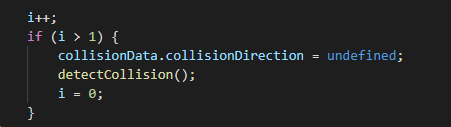 i++;
if (i > 1) {
    collisionData.collisionDirection = undefined;
    detectCollision();
    i = 0;
}